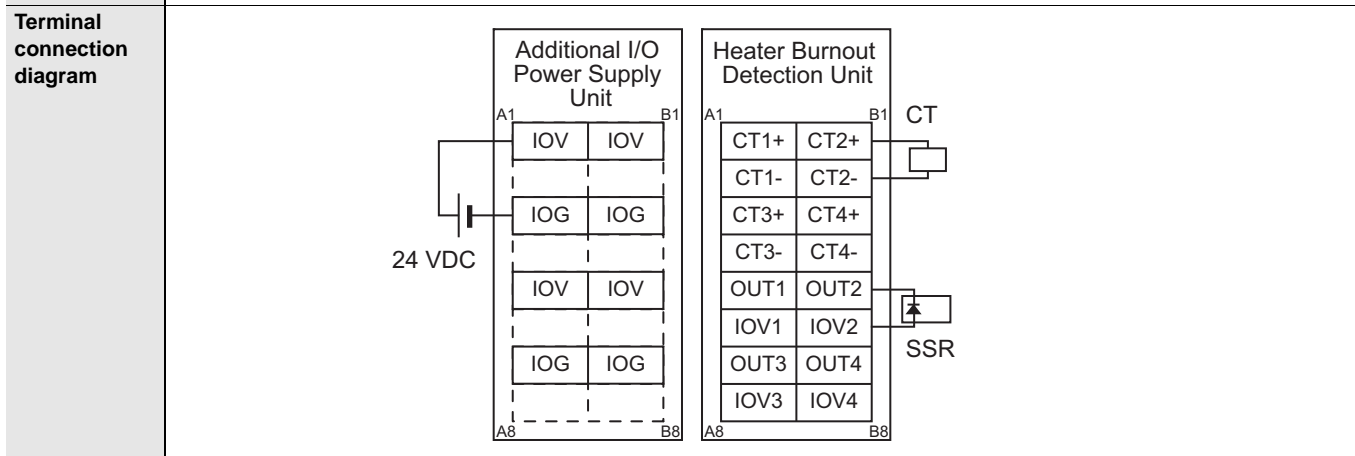 Terminal
connection
diagram
Additional I/O
Power Supply
Unit
A1 B1
IOV IOV
IOG IOG
24 VDC
IOV IOV
IOG IOG
A8 B8
Heater Burnout
Detection Unit
A1 B1
CT
CT1+ CT2+
CT1- CT2-
CT3+ CT4+
CT3- CT4-
OUT1 OUT2
IOV1 IOV2
SSR
OUT3 OUT4
IOV3 IOV4
A8 B8